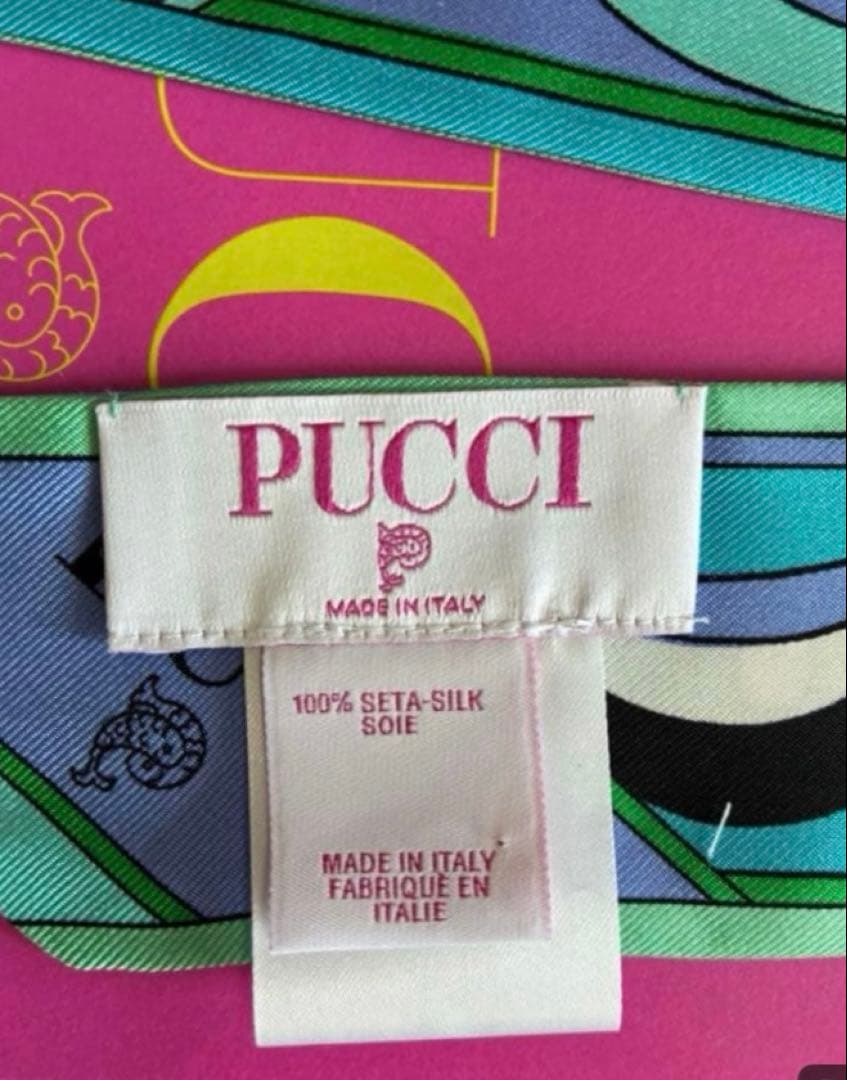 PUCCI
MADE IN ITALY
100% SETA-SILK
SOIE
MADE IN ITALY
FABRIQUÈ EN
ITALIE